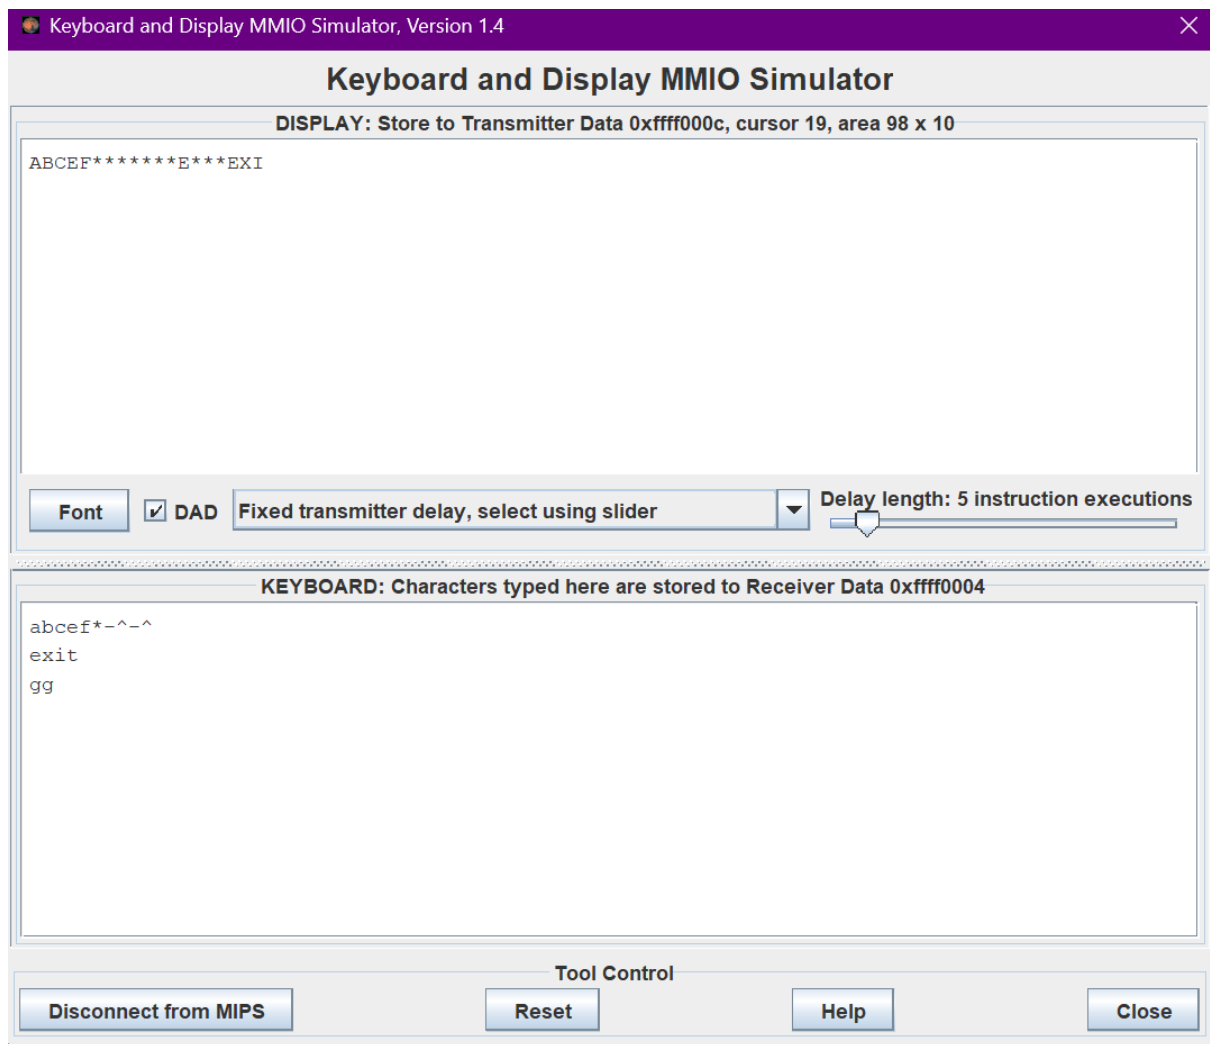 Keyboard and Display MMIO Simulator, Version 1.4
Keyboard and Display MMIO Simulator
DISPLAY: Store to Transmitter Data 0xffff000c, cursor 19, area 98 x 10
ABCEF*******E***EXI
Font
DAD
Fixed transmitter delay, select using slider
Delay length: 5 instruction executions
KEYBOARD: Characters typed here are stored to Receiver Data 0xffff0004
abcef*-^-^
exit
gg
Tool Control
Disconnect from MIPS
Reset
Help
Close